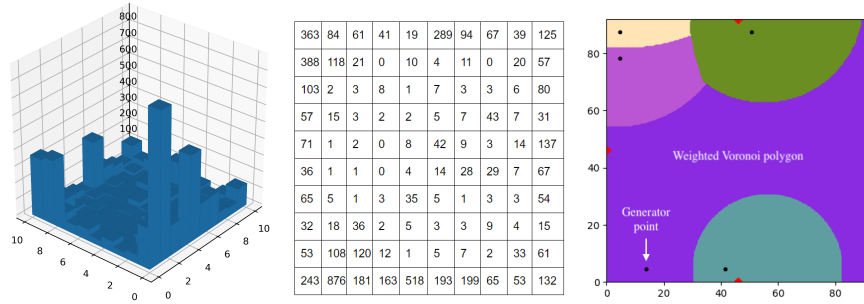 800
700
600
500
400
300
200
100
10
8
6
4
2
0
0
2
4
6
8
10
363 84 61 41 19 289 94 67 39 125
388 118 21 0 10 4 11 0 20 57
103 2 3 8 1 7 3 3 6 80
57 15 3 2 2 5 7 43 7 31
71 1 2 0 8 42 9 3 14 137
36 1 1 0 4 14 28 29 7 67
65 5 1 3 35 5 1 3 3 54
32 18 36 2 5 3 3 9 4 15
53 108 120 12 1 5 7 2 33 61
243 876 181 163 518 193 199 65 53 132
80
60
40
20
0
Weighted Voronoi polygon
Generator
point
0 20 40 60 80